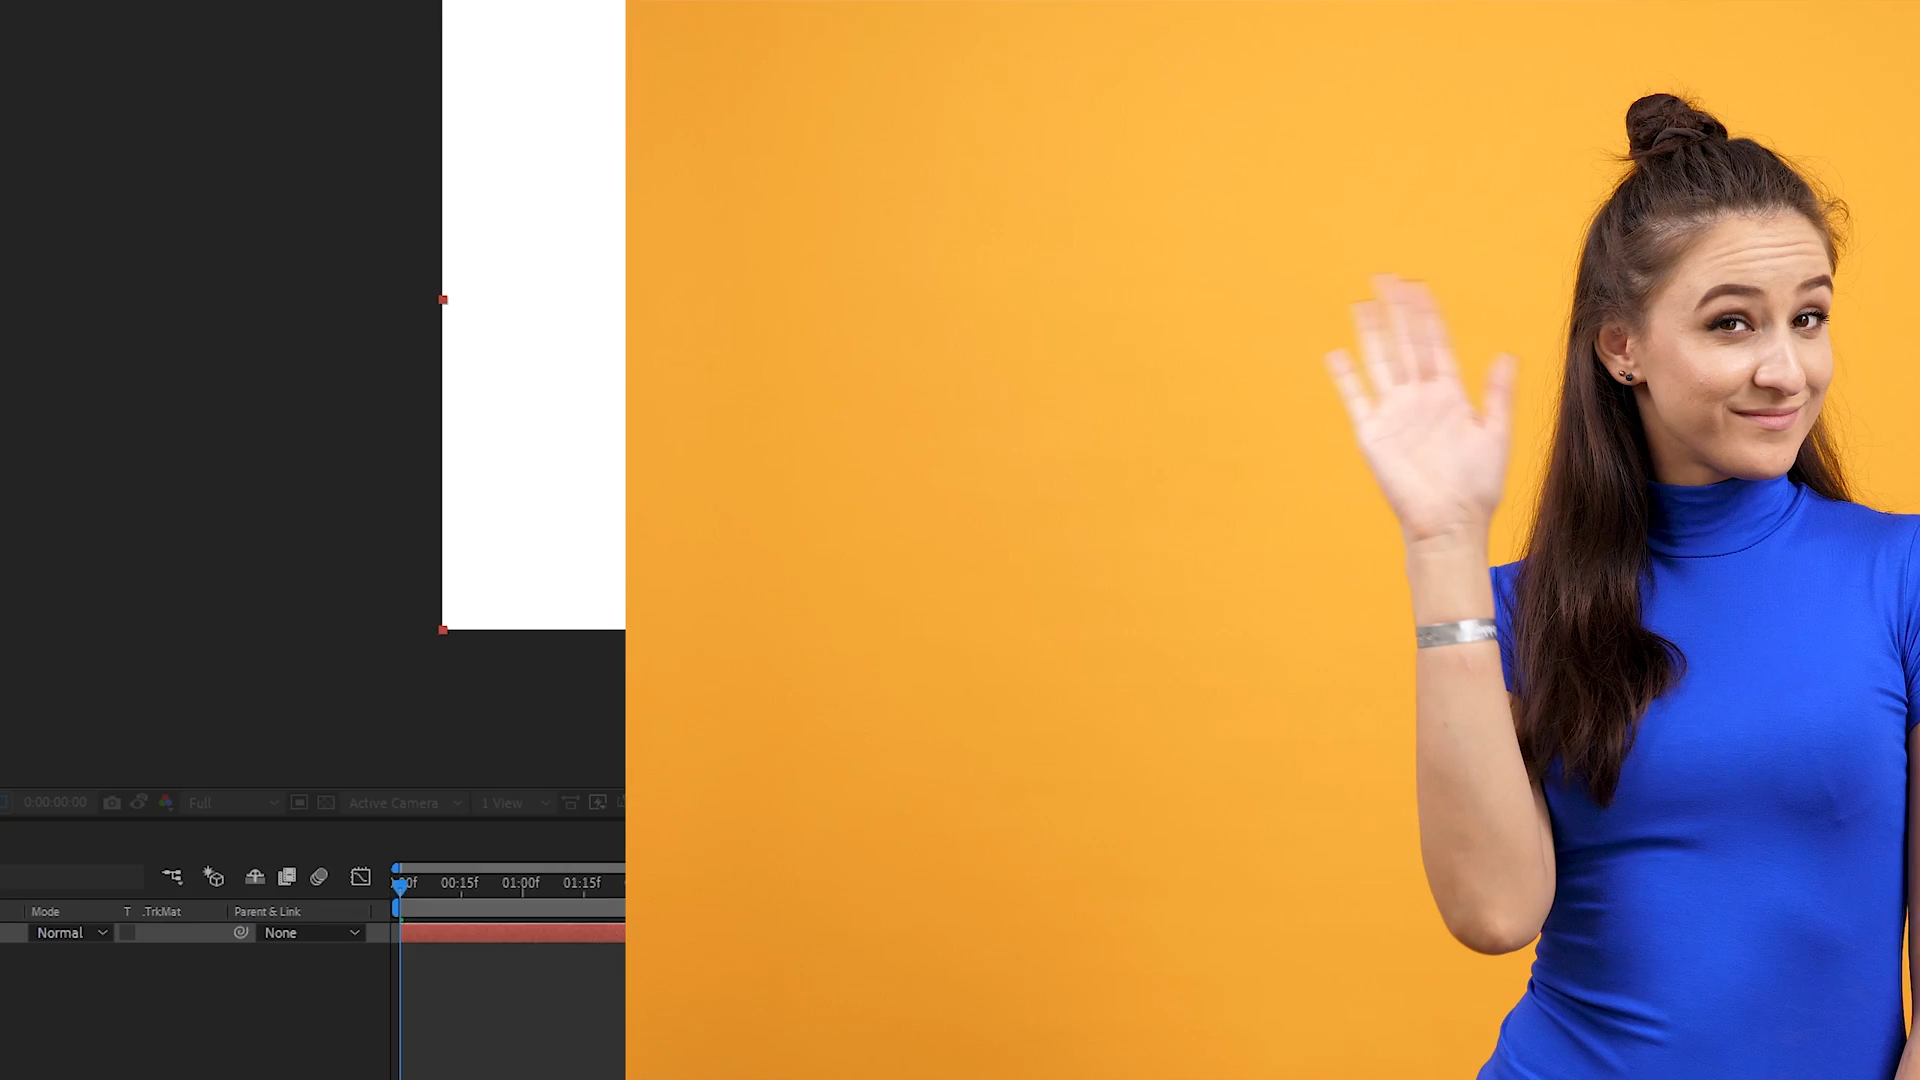 0:00:00:00 Full Active Camera 1 View
00f 00:15f 01:00f 01:15f
Mode T .TrkMat Parent & Link
Normal None